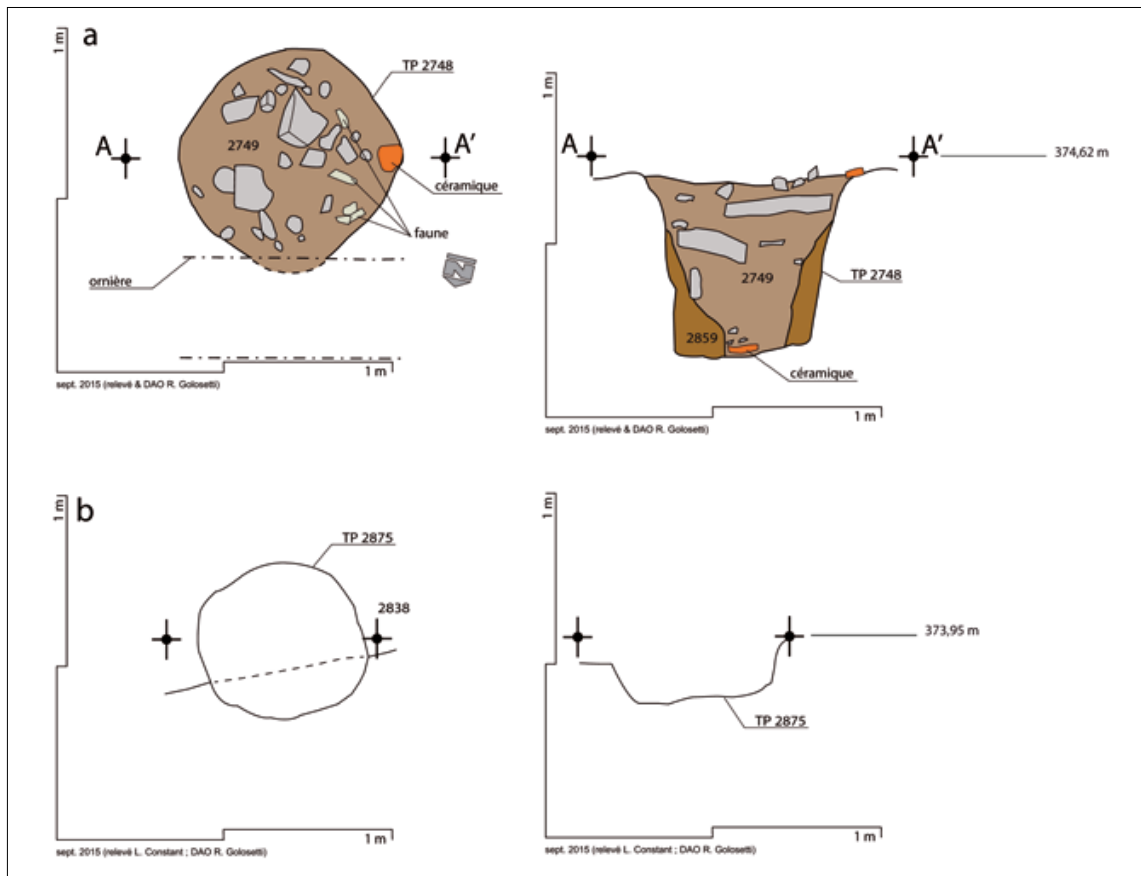 a
1 m
TP 2748
A
2749
A'
céramique
faune
ornière
N
1 m
sept. 2015 (relevé & DAO R. Golosetti)
1 m
A
A'
374,62 m
2749
TP 2748
2859
céramique
1 m
sept. 2015 (relevé & DAO R. Golosetti)
b
1 m
TP 2875
2838
1 m
sept. 2015 (relevé L. Constant ; DAO R. Golosetti)
1 m
373,95 m
TP 2875
1 m
sept. 2015 (relevé L. Constant ; DAO R. Golosetti)